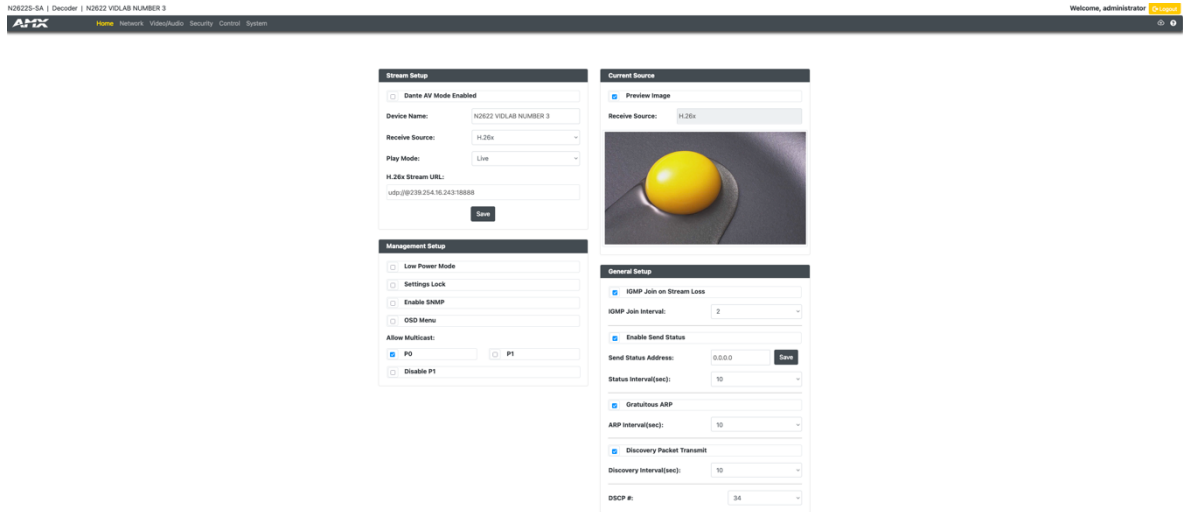 N2622S-SA | Decoder | N2622 VIDLAB NUMBER 3
Welcome, administrator Logout
AMX Home Network Video/Audio Security Control System
Stream Setup
Dante AV Mode Enabled
Device Name: N2622 VIDLAB NUMBER 3
Receive Source: H.26x
Play Mode: Live
H.26x Stream URL:
udp://@239.254.16.243:18888
Save
Management Setup
Low Power Mode
Settings Lock
Enable SNMP
OSD Menu
Allow Multicast:
P0 P1
Disable P1
Current Source
Preview Image
Receive Source: H.26x
General Setup
IGMP Join on Stream Loss
IGMP Join Interval: 2
Enable Send Status
Send Status Address: 0.0.0.0 Save
Status Interval(sec): 10
Gratuitous ARP
ARP Interval(sec): 10
Discovery Packet Transmit
Discovery Interval(sec): 10
DSCP #: 34